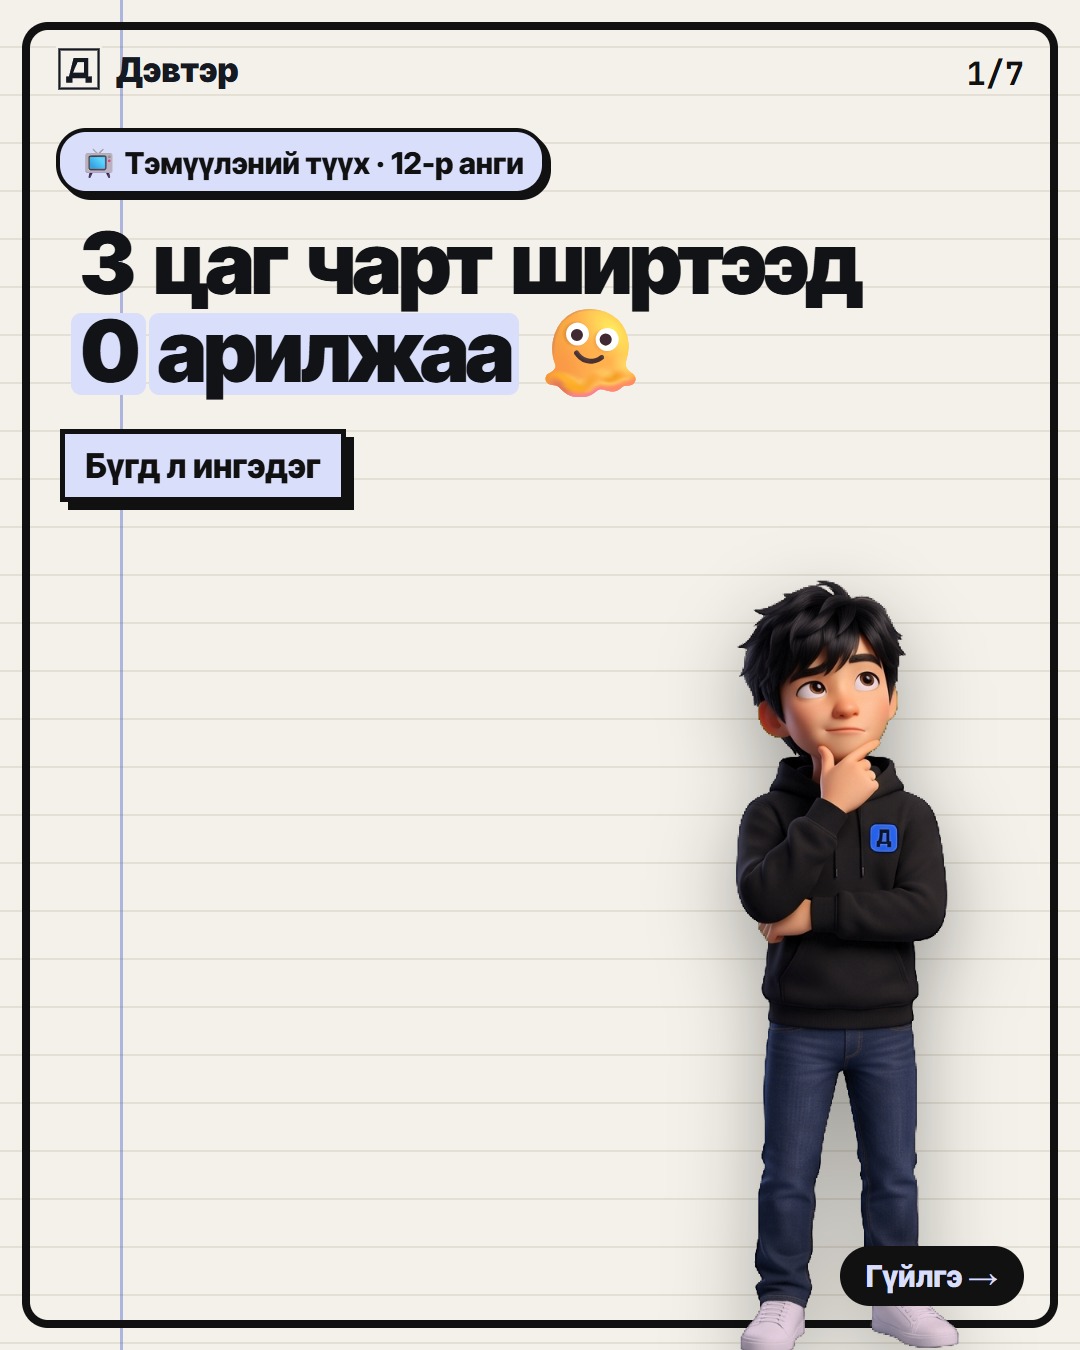 Д Дэвтэр
1/7
📺 Тэмүүлэний түүх · 12-р анги
3 цаг чарт ширтээд
0 арилжаа 🫠
Бүгд л ингэдэг
Д
Гүйлгэ →